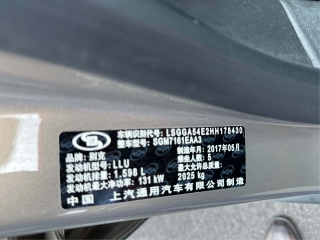 车辆识别代号: LSGGA54E2HH178430
整车型号: SGM7161EAA3
品牌: 别克 制造年月: 2017年05月
发动机型号: LLU 乘坐人数: 5
发动机排量: 1.598 L 最大允许总质量:
发动机最大净功率: 131 kW 2025 kg
中国 上汽通用汽车有限公司制造